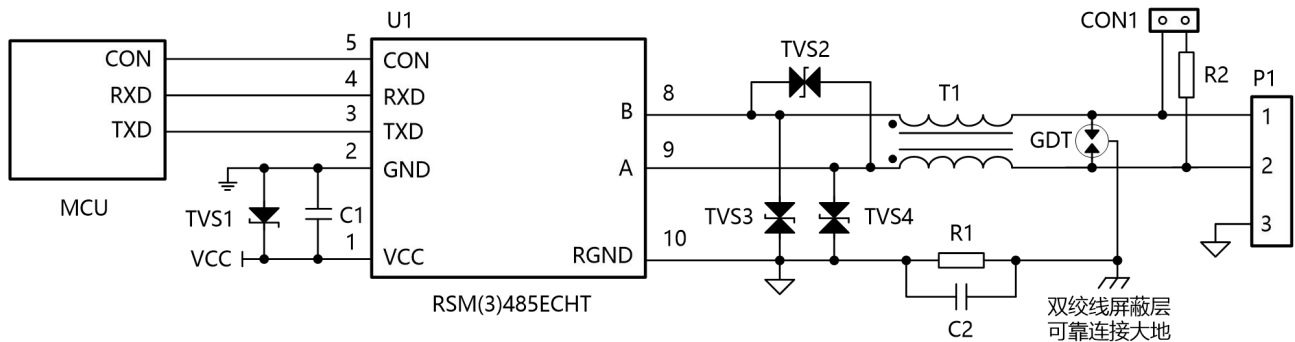 U1
CON1
MCU
CON
RXD
TXD
5
4
3
2
1
CON
RXD
TXD
GND
VCC
B
A
RGND
8
9
10
RSM(3)485ECHT
TVS1
C1
VCC
TVS2
TVS3
TVS4
T1
GDT
R2
P1
1
2
3
R1
C2
双绞线屏蔽层
可靠连接大地